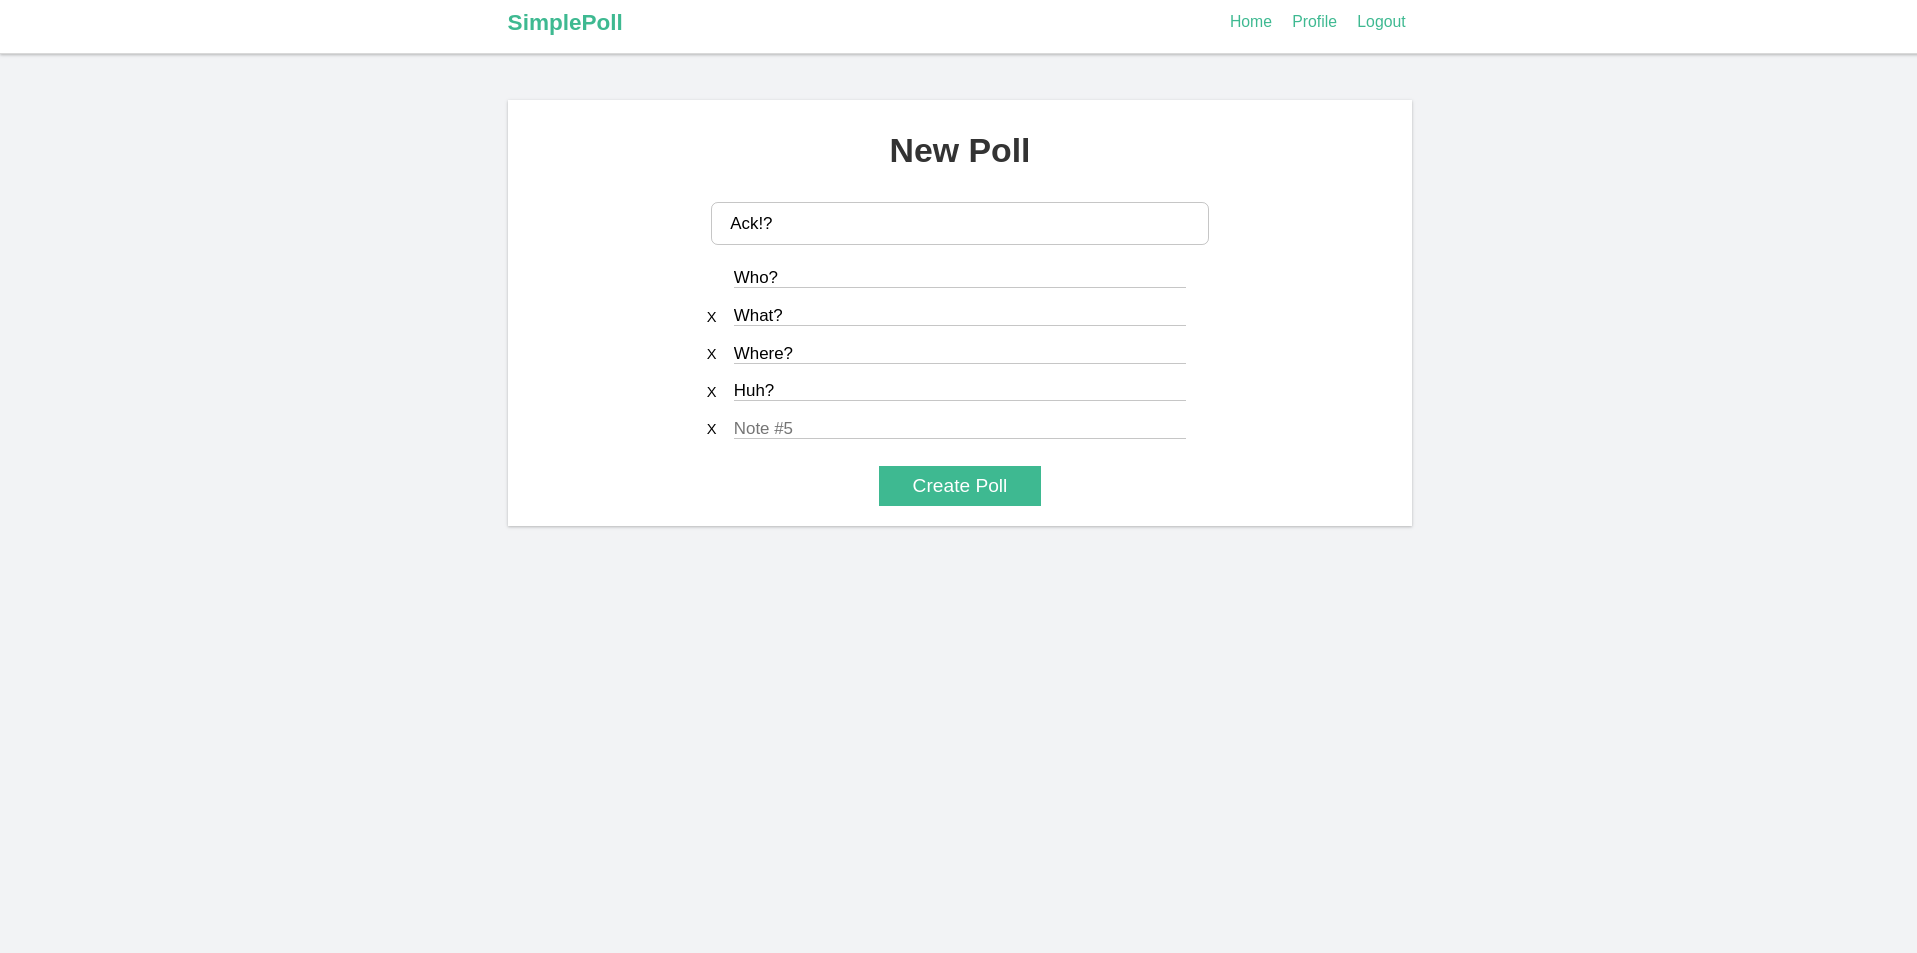 SimplePoll Home Profile Logout
New Poll
Ack!?
Who?
X What?
X Where?
X Huh?
X Note #5
Create Poll